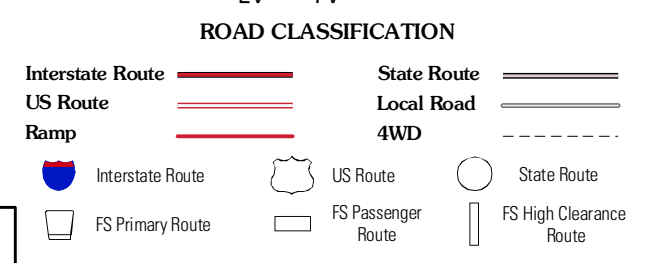 ROAD CLASSIFICATION
Interstate Route
State Route
US Route
Local Road
Ramp
4WD
Interstate Route
US Route
State Route
FS Primary Route
FS Passenger
Route
FS High Clearance
Route